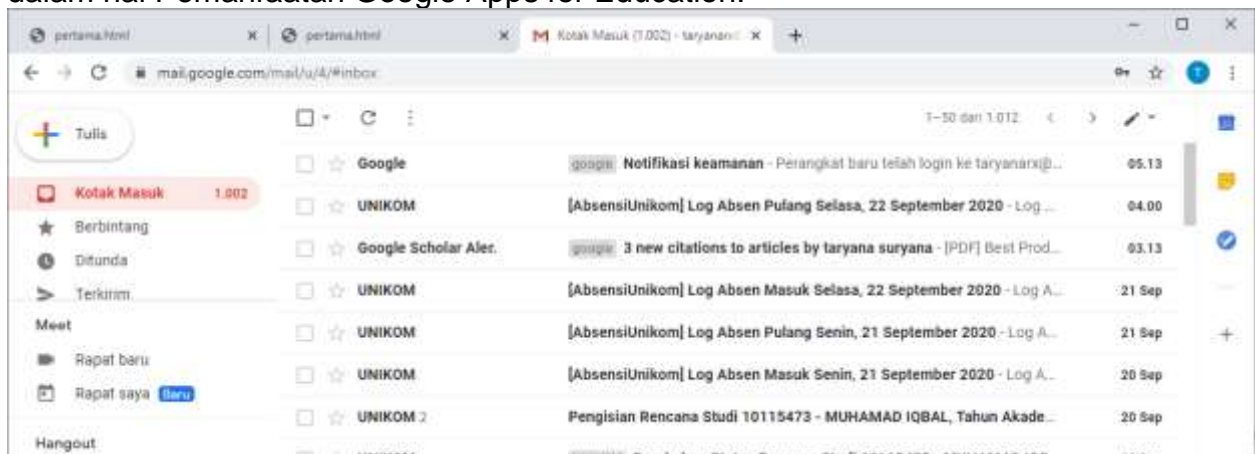 dalam hal Pemanfaatan Google Apps for Education.
pertama.html
pertama.html
Kotak Masuk (1.002) - taryanarx
mail.google.com/mail/u/4/#inbox
Tulis
1–50 dari 1.012
Google google Notifikasi keamanan - Perangkat baru telah login ke taryanarx@... 05.13
Kotak Masuk 1.002
UNIKOM [AbsensiUnikom] Log Absen Pulang Selasa, 22 September 2020 - Log ... 04.00
Berbintang
Google Scholar Aler. google 3 new citations to articles by taryana suryana - [PDF] Best Prod... 03.13
Ditunda
UNIKOM [AbsensiUnikom] Log Absen Masuk Selasa, 22 September 2020 - Log A... 21 Sep
Terkirim
Meet
UNIKOM [AbsensiUnikom] Log Absen Pulang Senin, 21 September 2020 - Log A... 21 Sep
Rapat baru
UNIKOM [AbsensiUnikom] Log Absen Masuk Senin, 21 September 2020 - Log A... 20 Sep
Rapat saya Baru
UNIKOM 2 Pengisian Rencana Studi 10115473 - MUHAMAD IQBAL, Tahun Akade... 20 Sep
Hangout